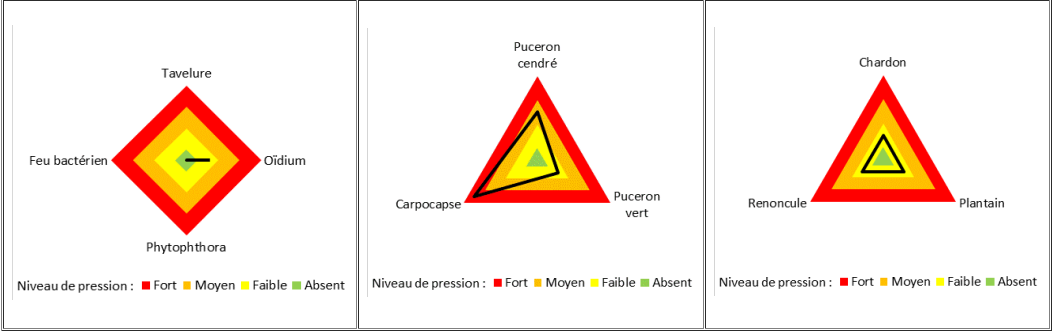 Tavelure
Feu bactérien
Oïdium
Phytophthora
Niveau de pression : Fort Moyen Faible Absent
Puceron
cendré
Carpocapse
Puceron
vert
Niveau de pression : Fort Moyen Faible Absent
Chardon
Renoncule
Plantain
Niveau de pression : Fort Moyen Faible Absent